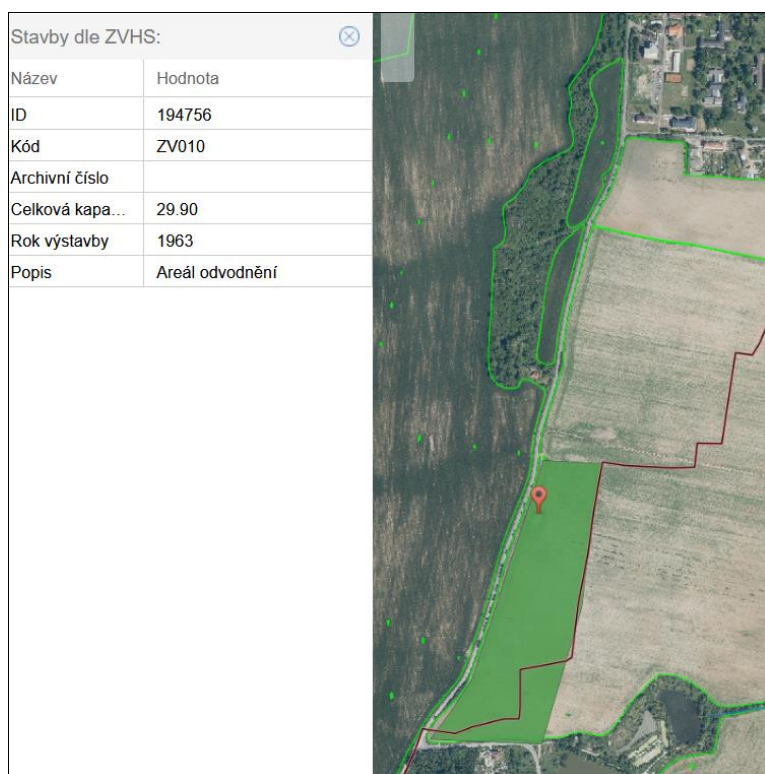 Stavby dle ZVHS:
Název Hodnota
ID 194756
Kód ZV010
Archivní číslo
Celková kapa... 29.90
Rok výstavby 1963
Popis Areál odvodnění